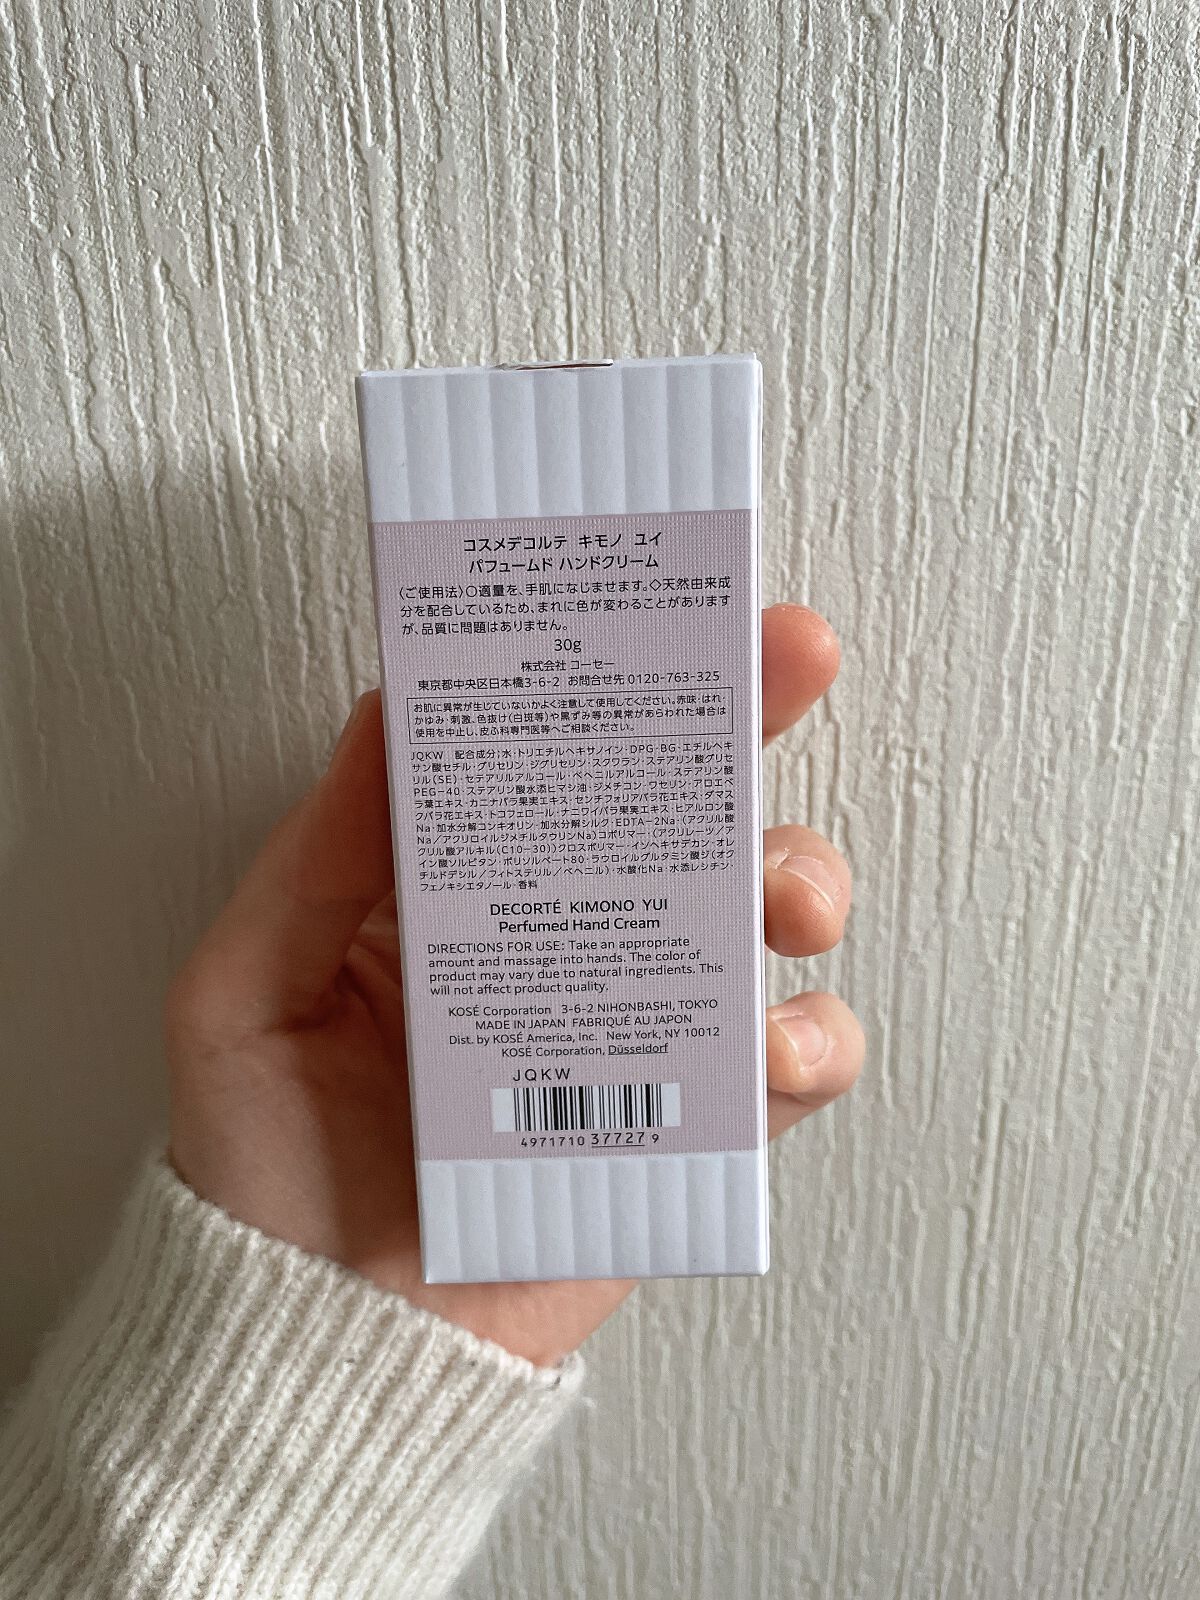 コスメデコルテ キモノ ユイ
パフュームド ハンドクリーム
〈ご使用法〉○適量を、手肌になじませます。◇天然由来成
分を配合しているため、まれに色が変わることがあります
が、品質に問題はありません。
30g
株式会社 コーセー
東京都中央区日本橋3-6-2 お問合せ先 0120-763-325
お肌に異常が生じていないかよく注意して使用してください。赤味・はれ・
かゆみ・刺激、色抜け(白斑等)や黒ずみ等の異常があらわれた場合は
使用を中止し、皮ふ科専門医等へご相談ください。
JQKW 配合成分;水・トリエチルヘキサノイン・DPG・BG・エチルヘキ
サン酸セチル・グリセリン・ジグリセリン・スクワラン・ステアリン酸グリセ
リル(SE)・セテアリルアルコール・ベヘニルアルコール・ステアリン酸
PEG-40・ステアリン酸水添ヒマシ油・ジメチコン・ワセリン・アロエベ
ラ葉エキス・カニナバラ果実エキス・センチフォリアバラ花エキス・ダマス
クバラ花エキス・トコフェロール・ナニワイバラ果実エキス・ヒアルロン酸
Na・加水分解コンキオリン・加水分解シルク・EDTA-2Na・(アクリル酸
Na/アクリロイルジメチルタウリンNa)コポリマー・(アクリレーツ/ア
クリル酸アルキル(C10-30))クロスポリマー・イソヘキサデカン・オレ
イン酸ソルビタン・ポリソルベート80・ラウロイルグルタミン酸ジ(オク
チルドデシル/フィトステリル/ベヘニル)・水酸化Na・水添レシチン・
フェノキシエタノール・香料
DECORTÉ KIMONO YUI
Perfumed Hand Cream
DIRECTIONS FOR USE: Take an appropriate
amount and massage into hands. The color of
product may vary due to natural ingredients. This
will not affect product quality.
KOSÉ Corporation 3-6-2 NIHONBASHI, TOKYO
MADE IN JAPAN FABRIQUÉ AU JAPON
Dist. by KOSÉ America, Inc. New York, NY 10012
KOSÉ Corporation, Düsseldorf
JQKW
4971710 37727 9